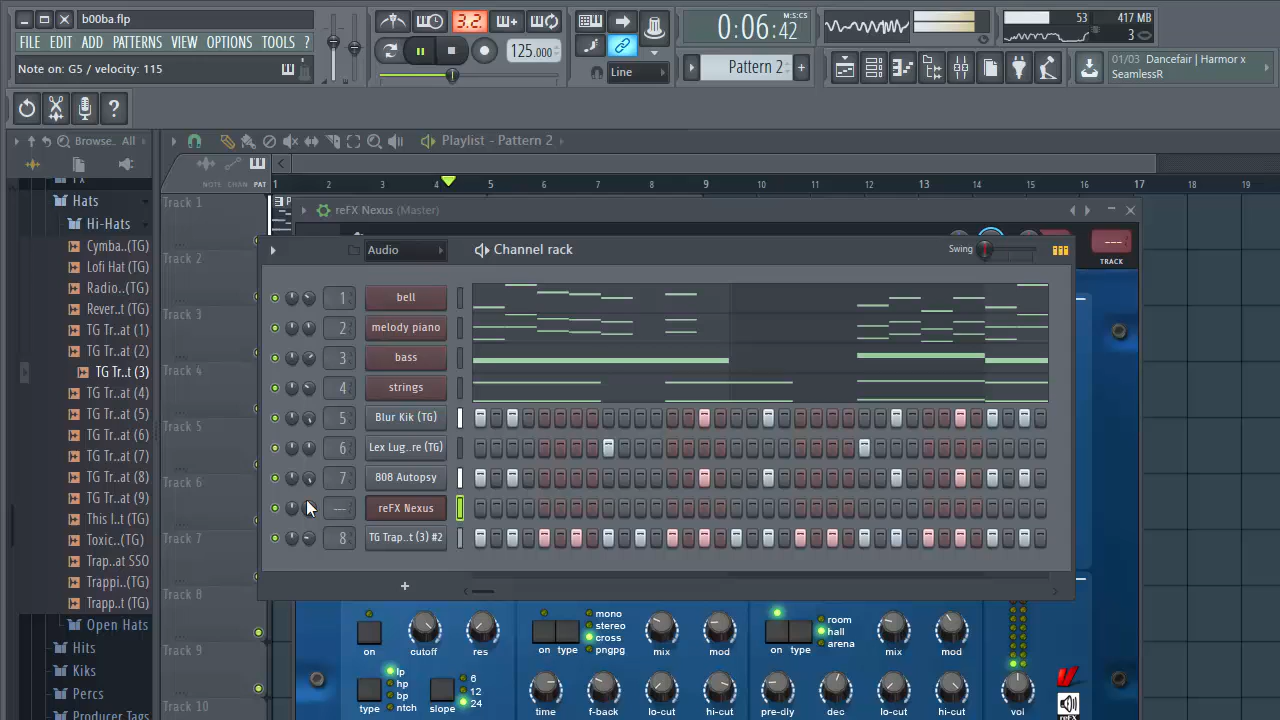 b00ba.flp
FILE EDIT ADD PATTERNS VIEW OPTIONS TOOLS ?
Note on: G5 / velocity: 115
3.2
125.000
Line
0:06:42
M:S:CS
Pattern 2
53
417 MB
3
01/03 Dancefair | Harmor x
SeamlessR
Browse.. All
Playlist - Pattern 2
NOTE CHAN PAT
1 2 3 4 5 6 7 8 9 10 11 12 13 14 15 16 17 18 19
Hats
Hi-Hats
Cymba..(TG)
Lofi Hat (TG)
Radio..(TG)
Rever..(TG)
TG Tr..at (1)
TG Tr..at (2)
TG Tr..t (3)
TG Tr..at (4)
TG Tr..at (5)
TG Tr..at (6)
TG Tr..at (7)
TG Tr..at (8)
TG Tr..at (9)
This I..t (TG)
Toxic..(TG)
Trap..at SSO
Trappi..(TG)
Trapp..t (TG)
Open Hats
Hits
Kiks
Percs
Producer Tags
Track 1
Track 2
Track 3
Track 4
Track 5
Track 6
Track 7
Track 8
Track 9
Track 10
reFX Nexus (Master)
---
TRACK
Audio
Channel rack
Swing
1 bell
2 melody piano
3 bass
4 strings
5 Blur Kik (TG)
6 Lex Lug..re (TG)
7 808 Autopsy
--- reFX Nexus
8 TG Trap..t (3) #2
+
on cutoff res
type
lp
hp
bp
ntch
slope
6
12
24
on type
mono
stereo
cross
pngpg
mix mod
time f-back lo-cut hi-cut
on type
room
hall
arena
mix mod
pre-dly dec lo-cut hi-cut
vol
reFX